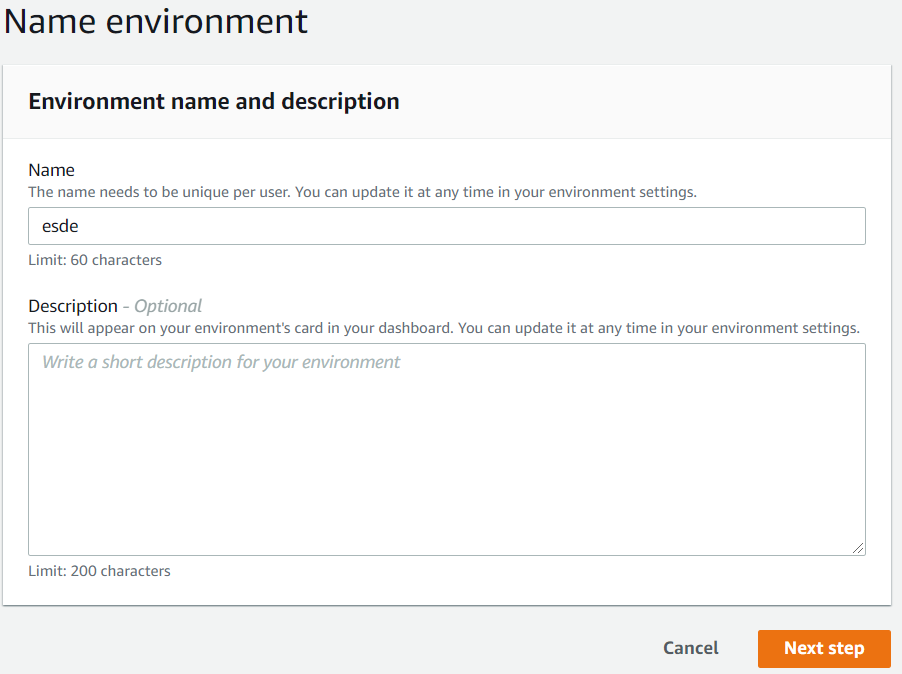 Name environment
Environment name and description
Name
The name needs to be unique per user. You can update it at any time in your environment settings.
esde
Limit: 60 characters
Description - Optional
This will appear on your environment's card in your dashboard. You can update it at any time in your environment settings.
Write a short description for your environment
Limit: 200 characters
Cancel
Next step